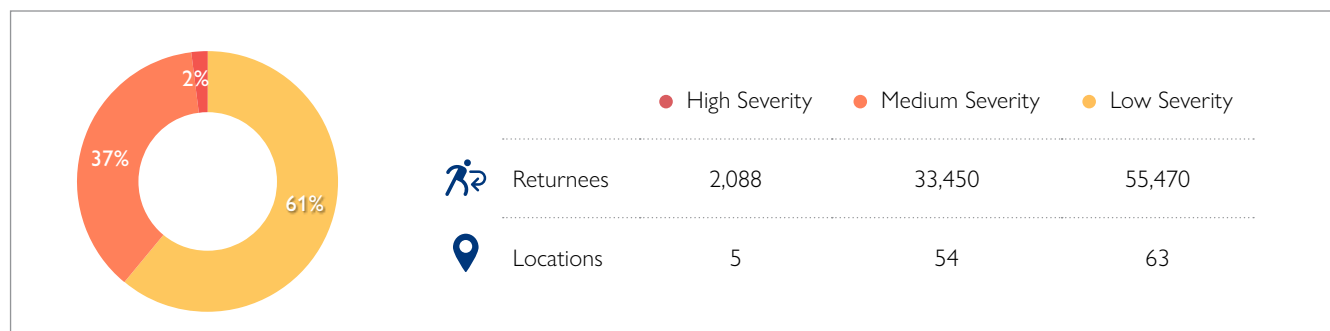 2%
37%
61%
High Severity Medium Severity Low Severity
Returnees 2,088 33,450 55,470
Locations 5 54 63